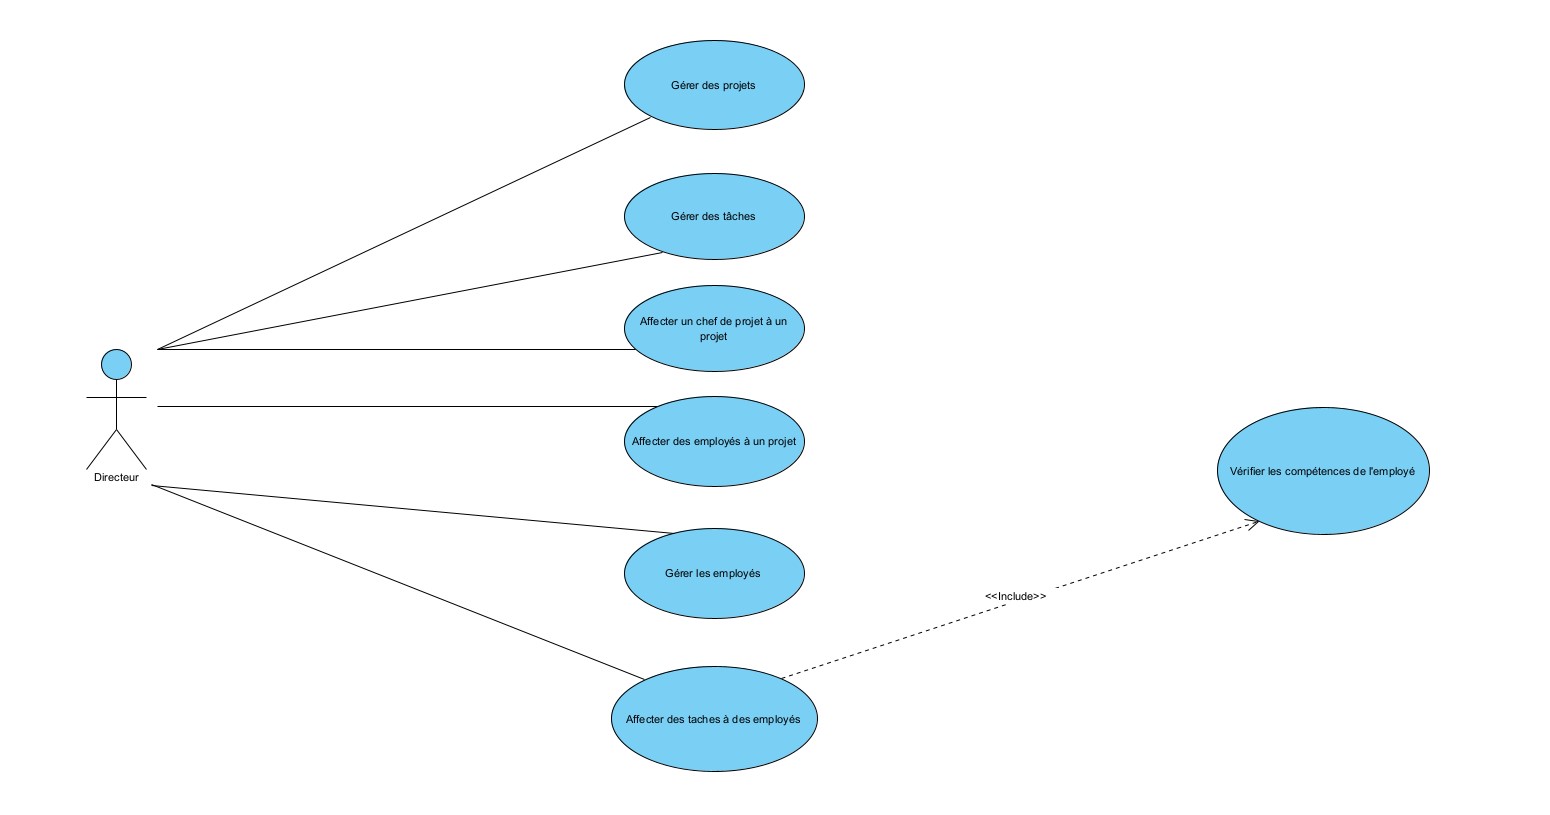 Gérer des projets
Gérer des tâches
Affecter un chef de projet à un
projet
Affecter des employés à un projet
Directeur
Vérifier les compétences de l'employé
Gérer les employés
<<Include>>
Affecter des taches à des employés